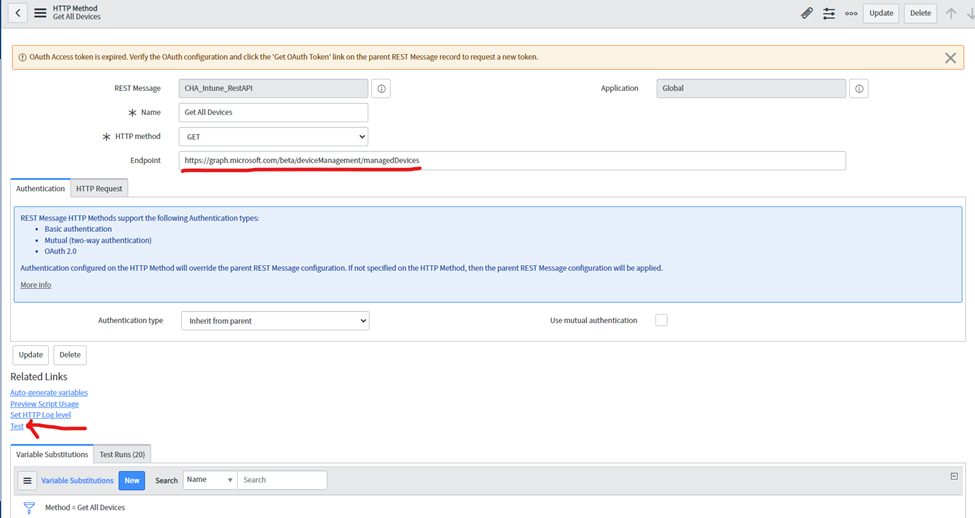 HTTP Method
Get All Devices
Update
Delete
OAuth Access token is expired. Verify the OAuth configuration and click the 'Get OAuth Token' link on the parent REST Message record to request a new token.
REST Message
CHA_Intune_RestAPI
Application
Global
Name
Get All Devices
HTTP method
GET
Endpoint
https://graph.microsoft.com/beta/deviceManagement/managedDevices
Authentication
HTTP Request
REST Message HTTP Methods support the following Authentication types:
• Basic authentication
• Mutual (two-way authentication)
• OAuth 2.0
Authentication configured on the HTTP Method will override the parent REST Message configuration. If not specified on the HTTP Method, then the parent REST Message configuration will be applied.
More info
Authentication type
Inherit from parent
Use mutual authentication
Update
Delete
Related Links
Auto-generate variables
Preview Script Usage
Set HTTP Log level
Test
Variable Substitutions
Test Runs (20)
Variable Substitutions
New
Search
Name
Search
Method = Get All Devices